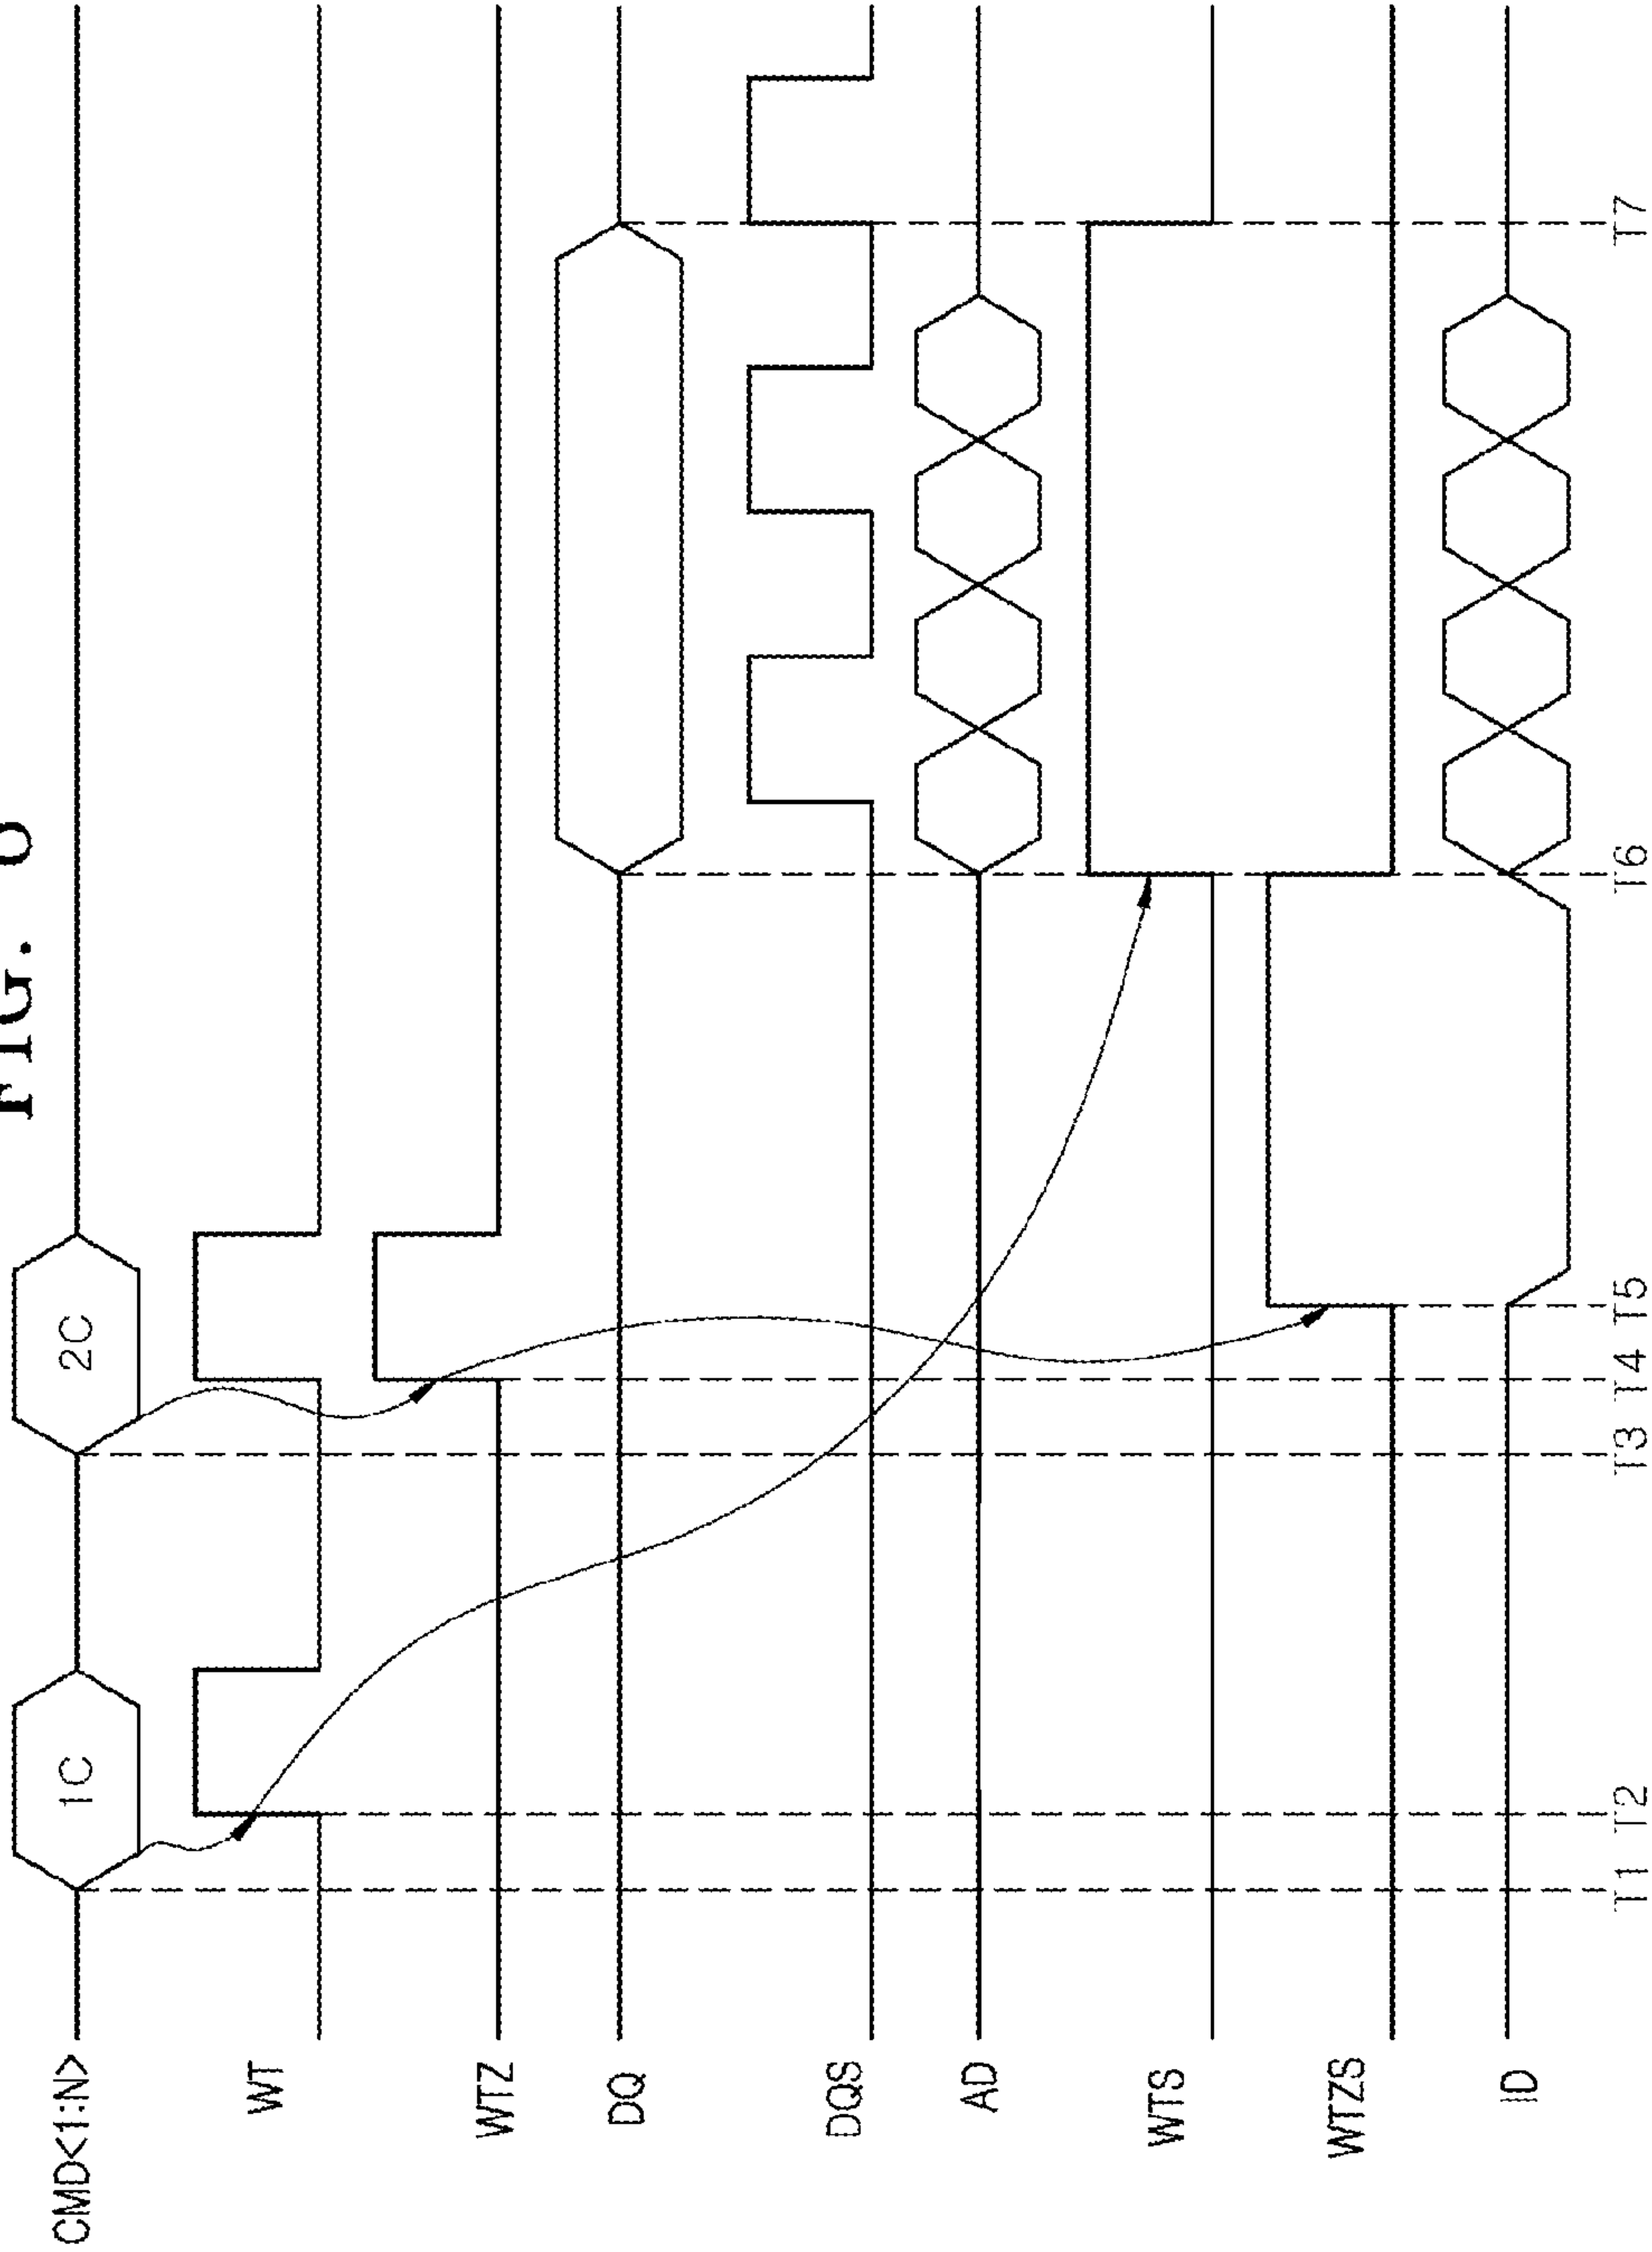 FIG.
CMD<1:N>
1C
2C
WT
WTZ
DQ
DQS
AD
WTS
WTZS
ID
T1 T2 T3 T4 T5 T6 T7